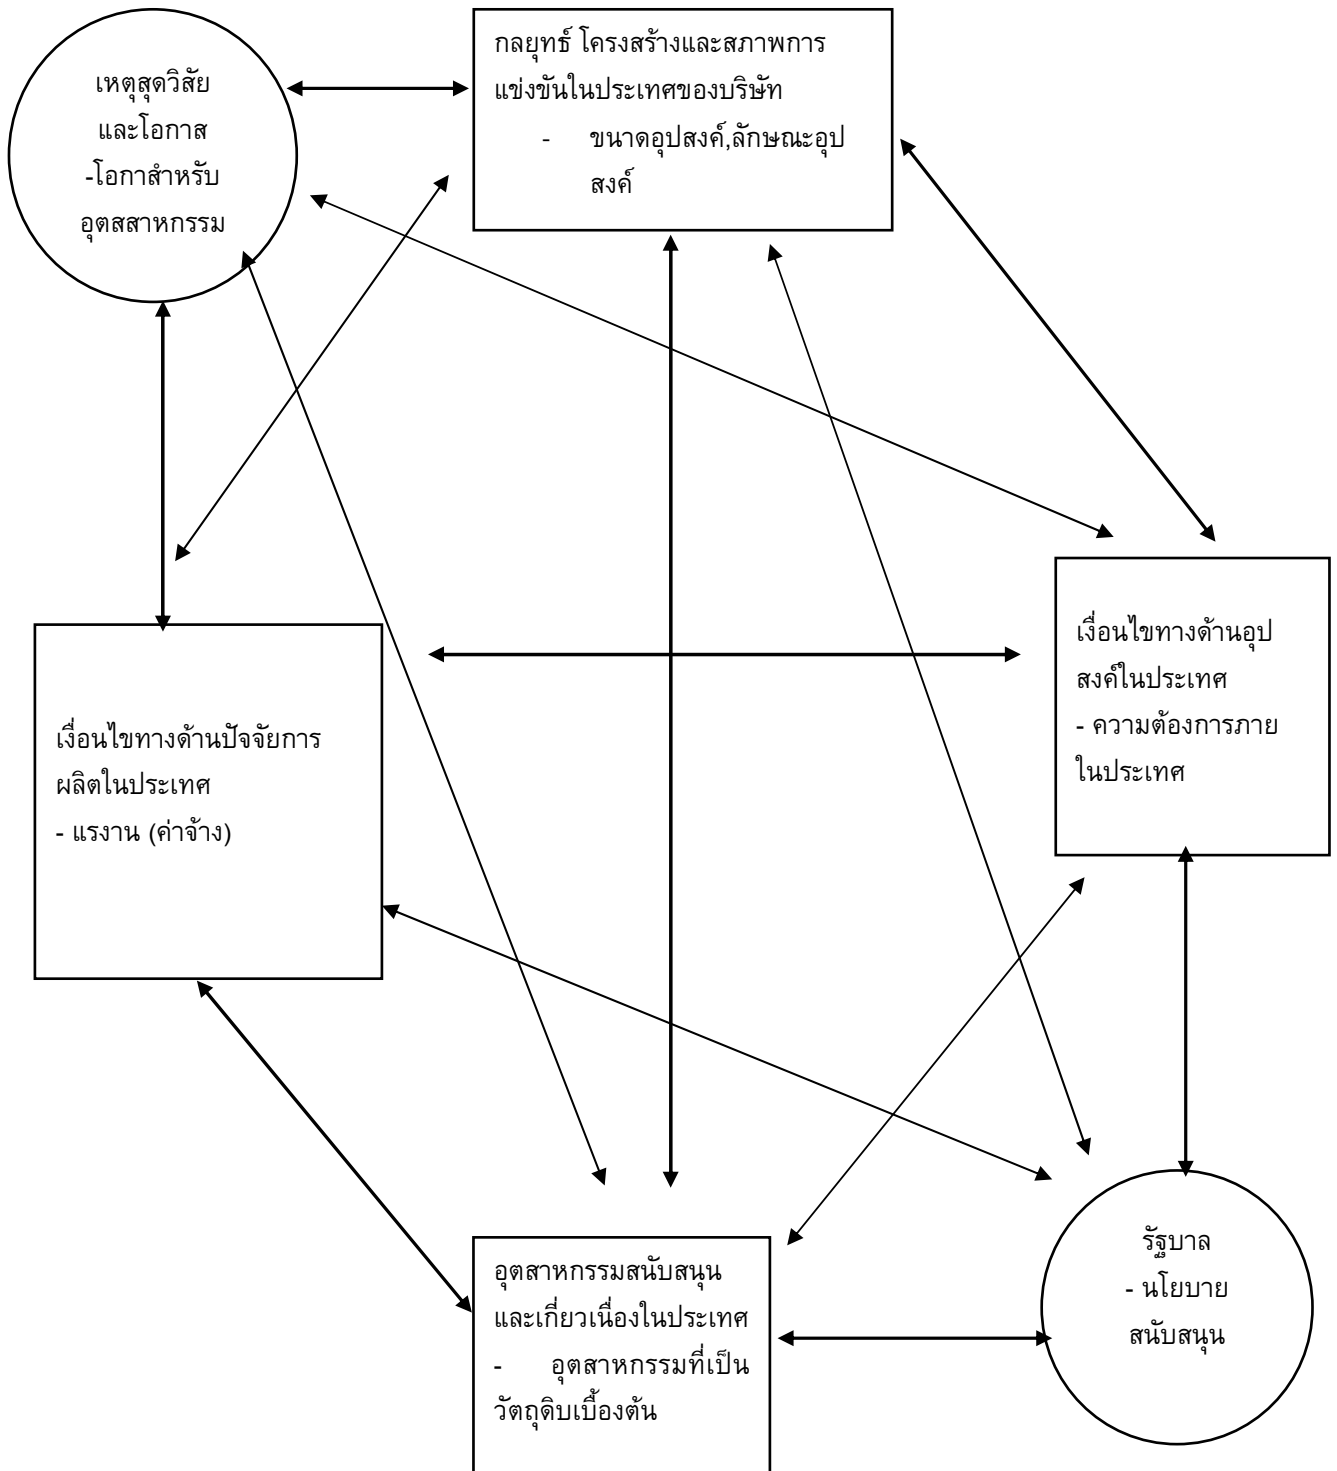 เหตุสุดวิสัย
และโอกาส
-โอกาสำหรับ
อุตสสาหกรรม
กลยุทธ์ โครงสร้างและสภาพการ
แข่งขันในประเทศของบริษัท
- ขนาดอุปสงค์,ลักษณะอุป
สงค์
เงื่อนไขทางด้านอุป
สงค์ในประเทศ
- ความต้องการภาย
ในประเทศ
เงื่อนไขทางด้านปัจจัยการ
ผลิตในประเทศ
- แรงาน (ค่าจ้าง)
อุตสาหกรรมสนับสนุน
และเกี่ยวเนื่องในประเทศ
- อุตสาหกรรมที่เป็น
วัตถุดิบเบื้องต้น
รัฐบาล
- นโยบาย
สนับสนุน